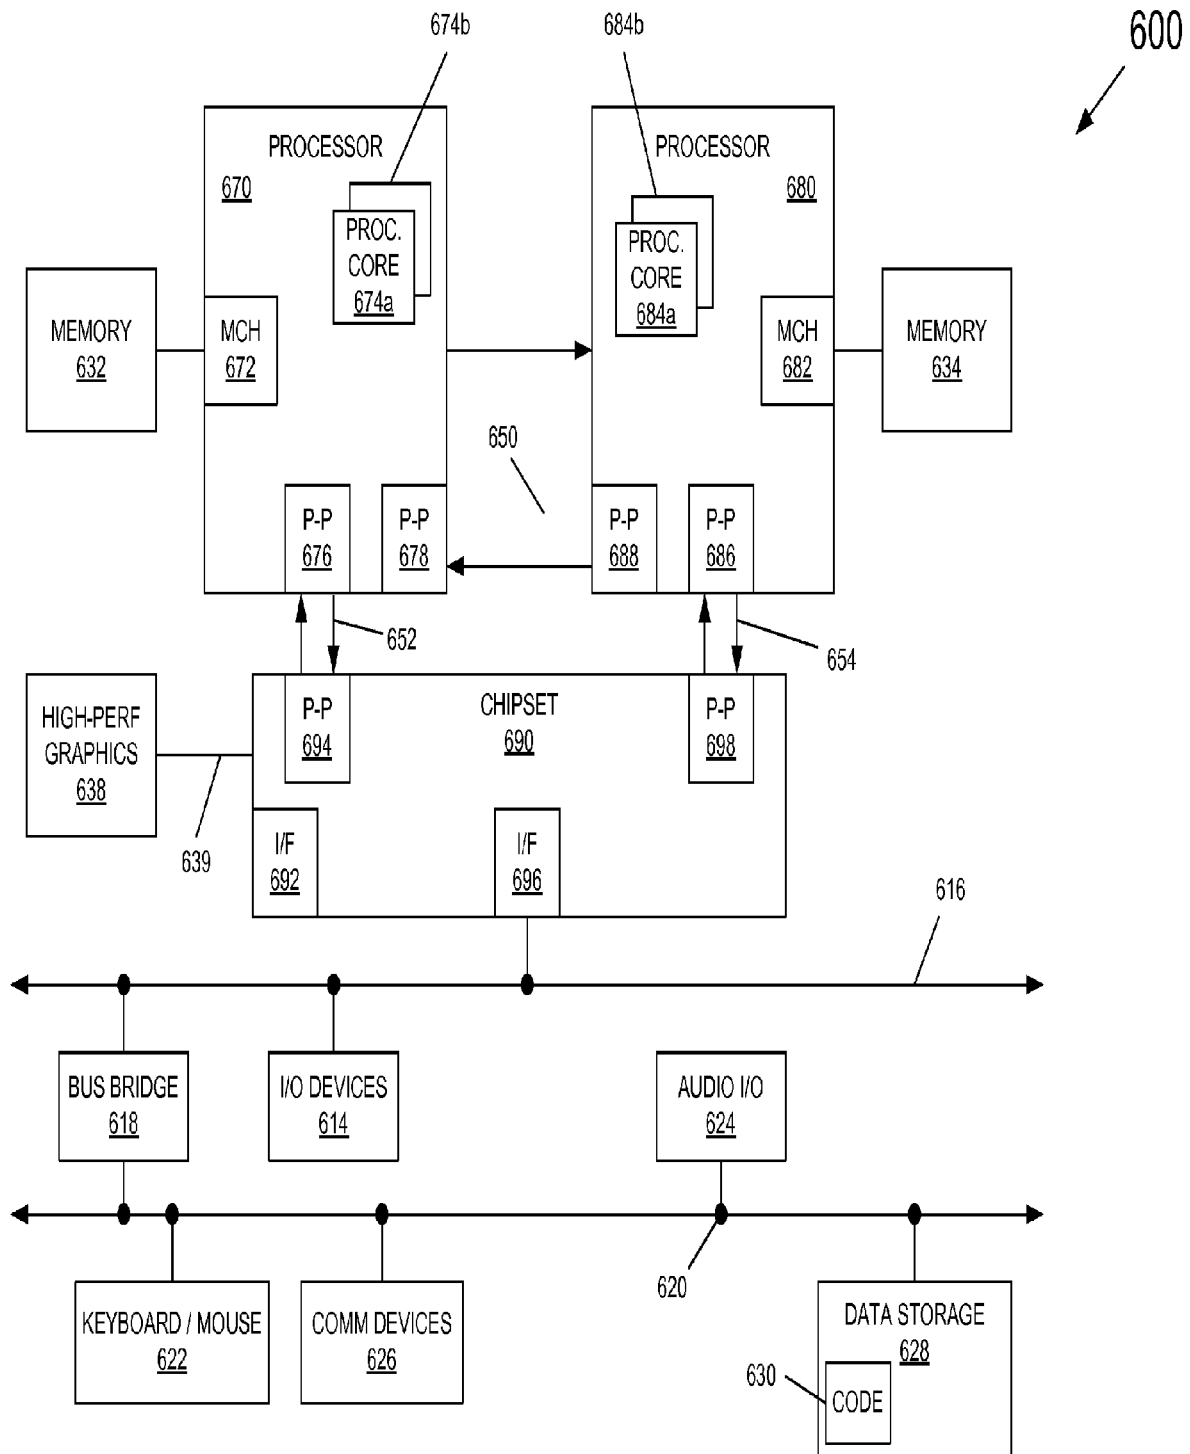 600
674b
684b
PROCESSOR
670
PROC.
CORE
674a
PROCESSOR
680
PROC.
CORE
684a
MEMORY
632
MCH
672
MCH
682
MEMORY
634
650
P-P
676
P-P
678
P-P
688
P-P
686
652
654
HIGH-PERF
GRAPHICS
638
639
P-P
694
CHIPSET
690
P-P
698
I/F
692
I/F
696
616
BUS BRIDGE
618
I/O DEVICES
614
AUDIO I/O
624
620
KEYBOARD / MOUSE
622
COMM DEVICES
626
DATA STORAGE
628
630
CODE